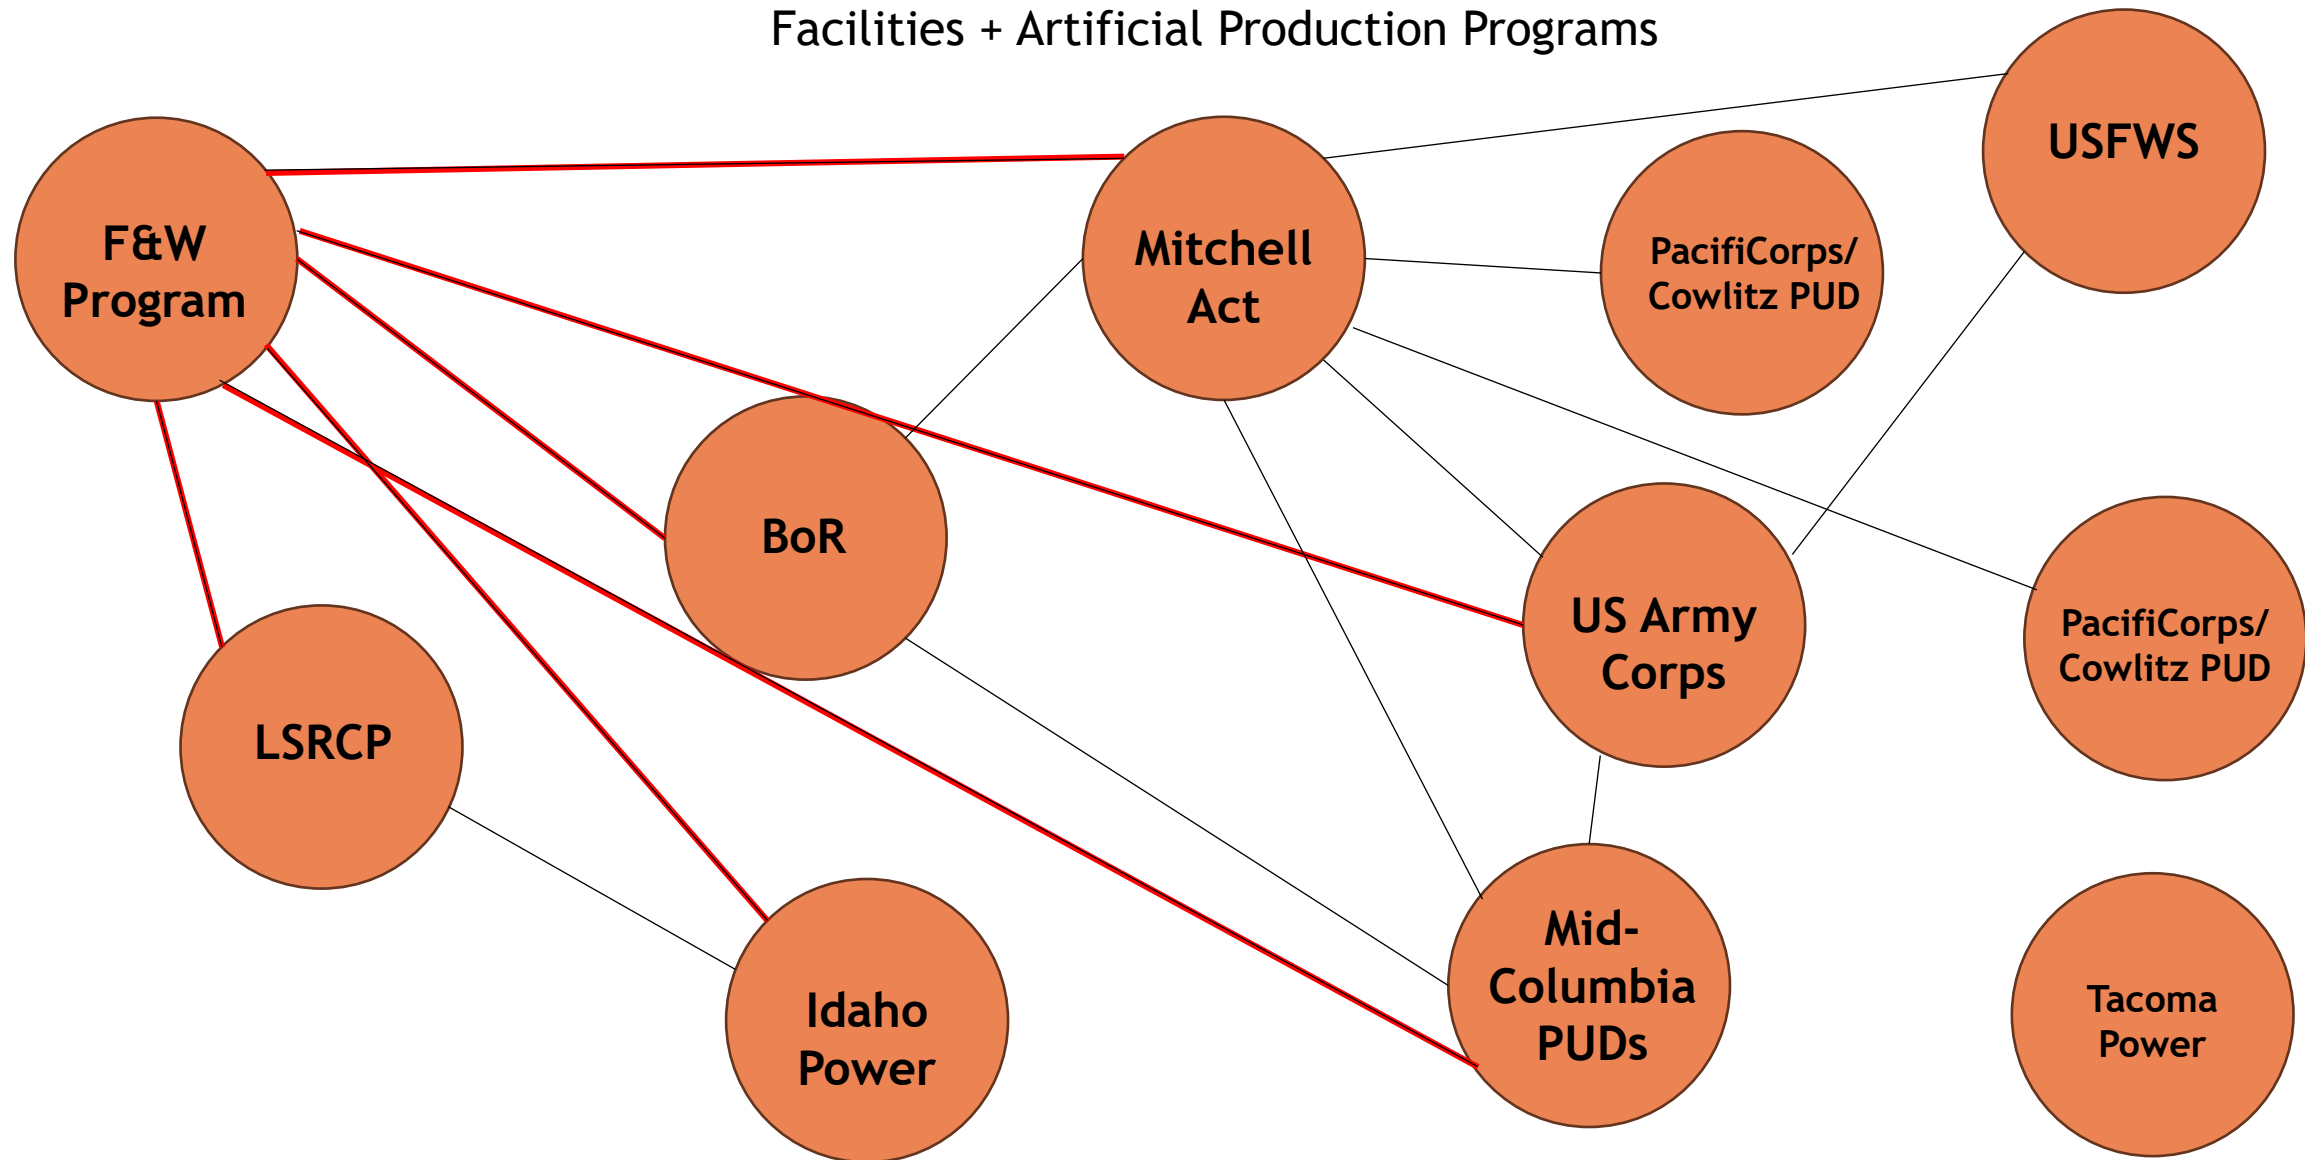 Facilities + Artificial Production Programs
F&W
Program
Mitchell
Act
PacifiCorps/
Cowlitz PUD
USFWS
BoR
US Army
Corps
PacifiCorps/
Cowlitz PUD
LSRCP
Idaho
Power
Mid-
Columbia
PUDs
Tacoma
Power